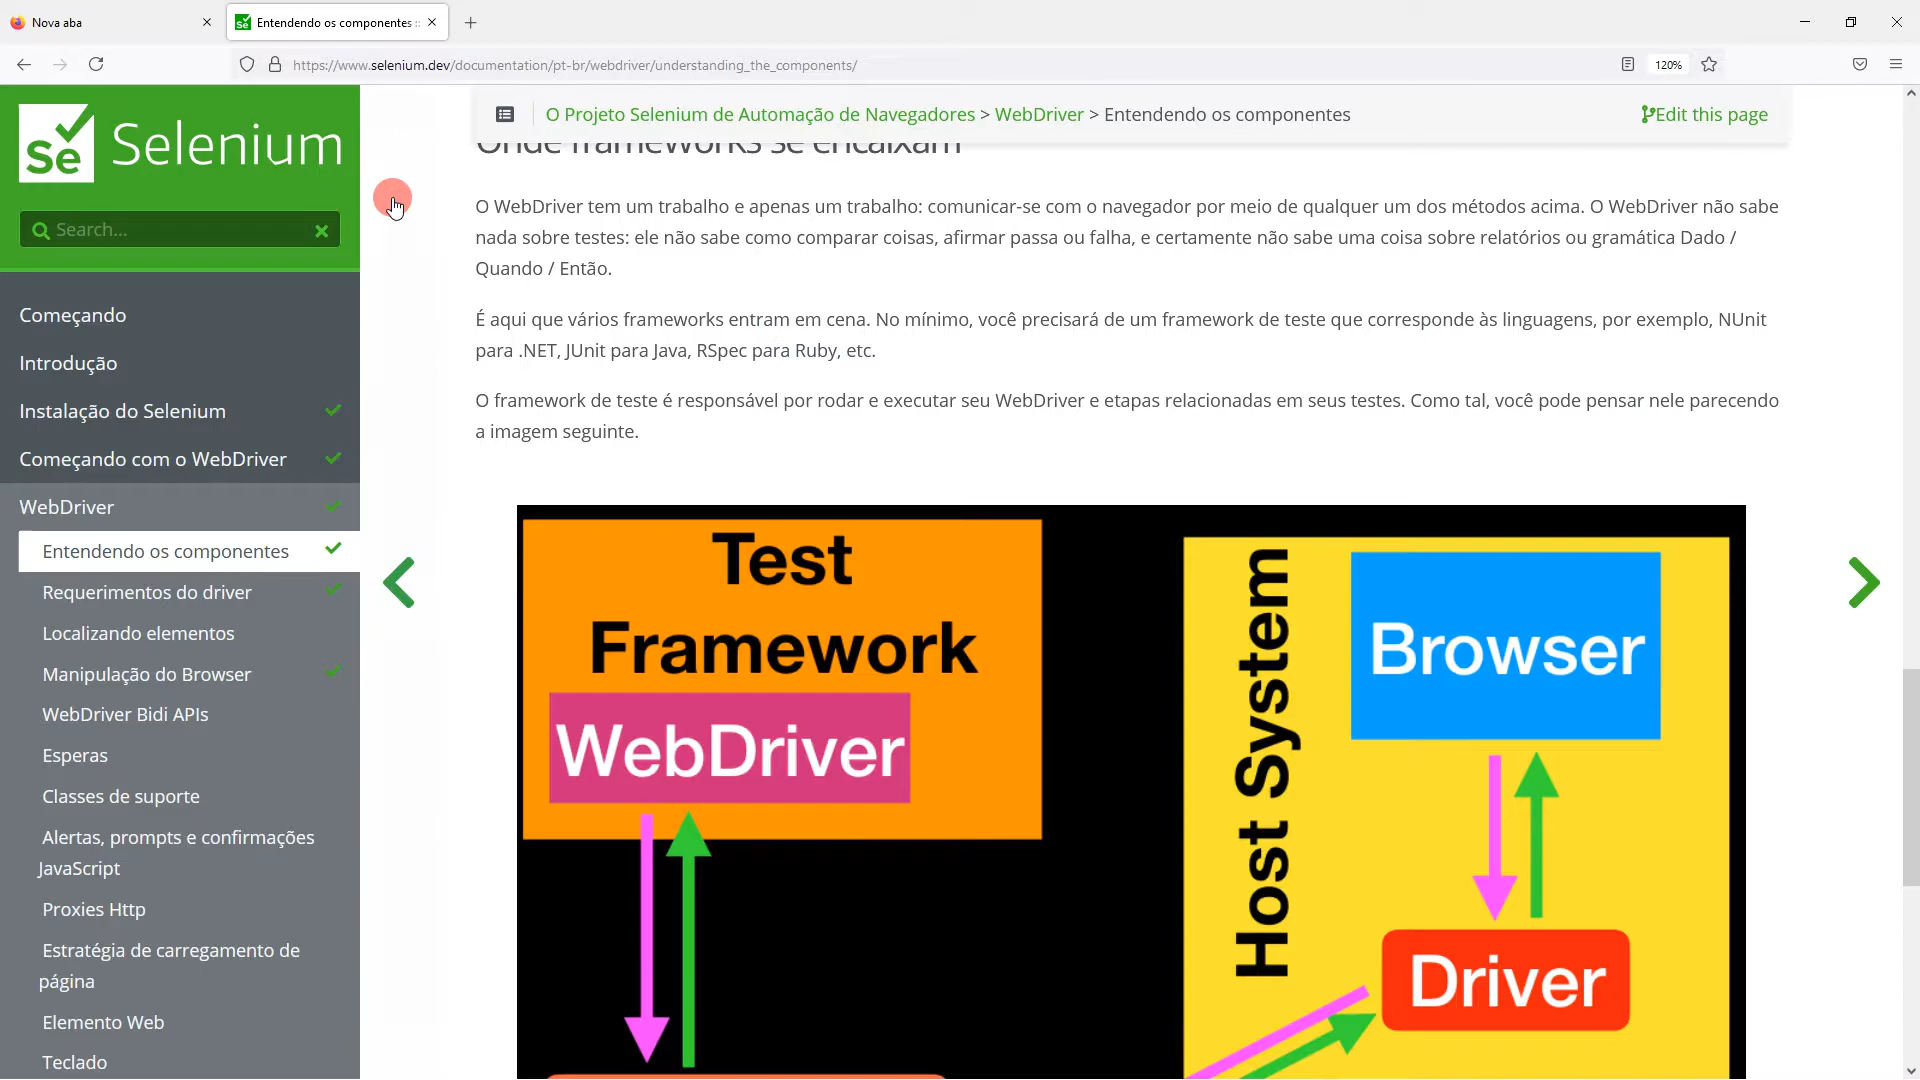 Nova aba
Entendendo os componentes ::
https://www.selenium.dev/documentation/pt-br/webdriver/understanding_the_components/
120%
Se Selenium
Search...
Começando
Introdução
Instalação do Selenium
Começando com o WebDriver
WebDriver
Entendendo os componentes
Requerimentos do driver
Localizando elementos
Manipulação do Browser
WebDriver Bidi APIs
Esperas
Classes de suporte
Alertas, prompts e confirmações
JavaScript
Proxies Http
Estratégia de carregamento de
página
Elemento Web
Teclado
O Projeto Selenium de Automação de Navegadores > WebDriver > Entendendo os componentes
Edit this page
Onde frameworks se encaixam
O WebDriver tem um trabalho e apenas um trabalho: comunicar-se com o navegador por meio de qualquer um dos métodos acima. O WebDriver não sabe
nada sobre testes: ele não sabe como comparar coisas, afirmar passa ou falha, e certamente não sabe uma coisa sobre relatórios ou gramática Dado /
Quando / Então.
É aqui que vários frameworks entram em cena. No mínimo, você precisará de um framework de teste que corresponde às linguagens, por exemplo, NUnit
para .NET, JUnit para Java, RSpec para Ruby, etc.
O framework de teste é responsável por rodar e executar seu WebDriver e etapas relacionadas em seus testes. Como tal, você pode pensar nele parecendo
a imagem seguinte.
Test
Framework
WebDriver
Host System
Browser
Driver